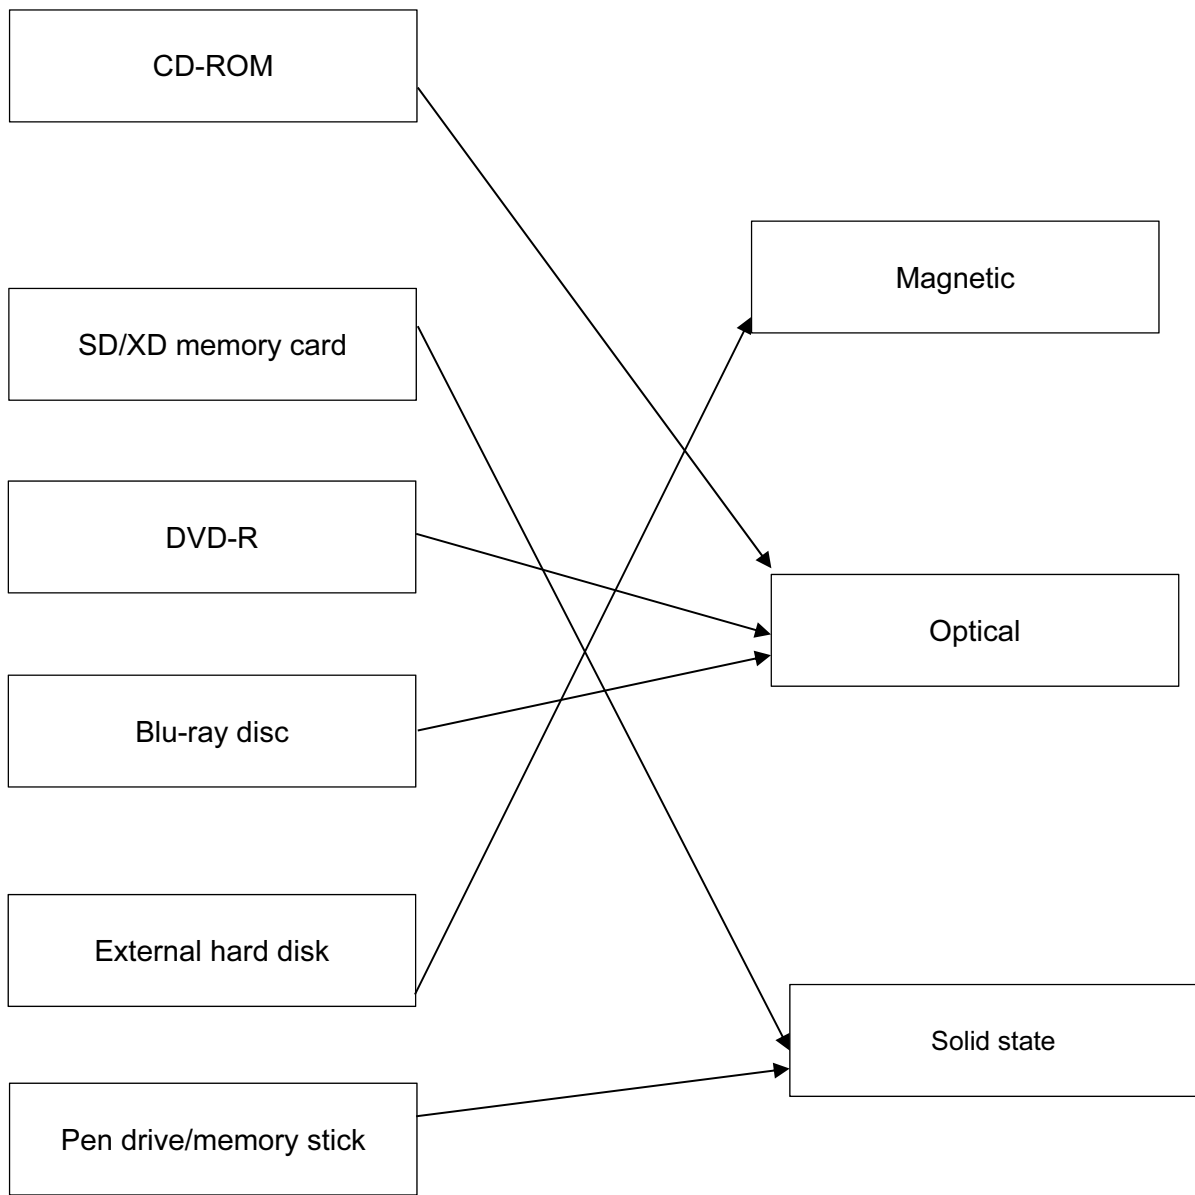 CD-ROM
SD/XD memory card
DVD-R
Blu-ray disc
External hard disk
Pen drive/memory stick
Magnetic
Optical
Solid state